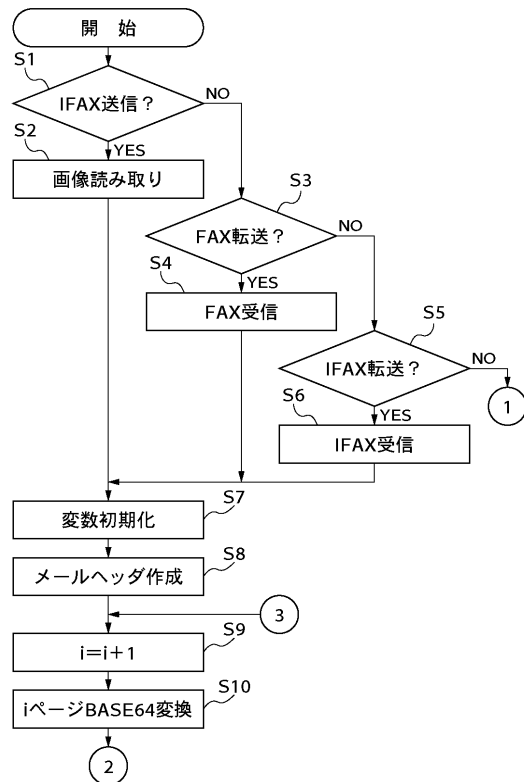 開 始
S1
IFAX送信？
NO
S2
YES
画像読み取り
S3
FAX転送？
NO
S4
YES
FAX受信
S5
IFAX転送？
NO
1
S6
YES
IFAX受信
変数初期化
S7
メールヘッダ作成
S8
3
i=i+1
S9
iページBASE64変換
S10
2